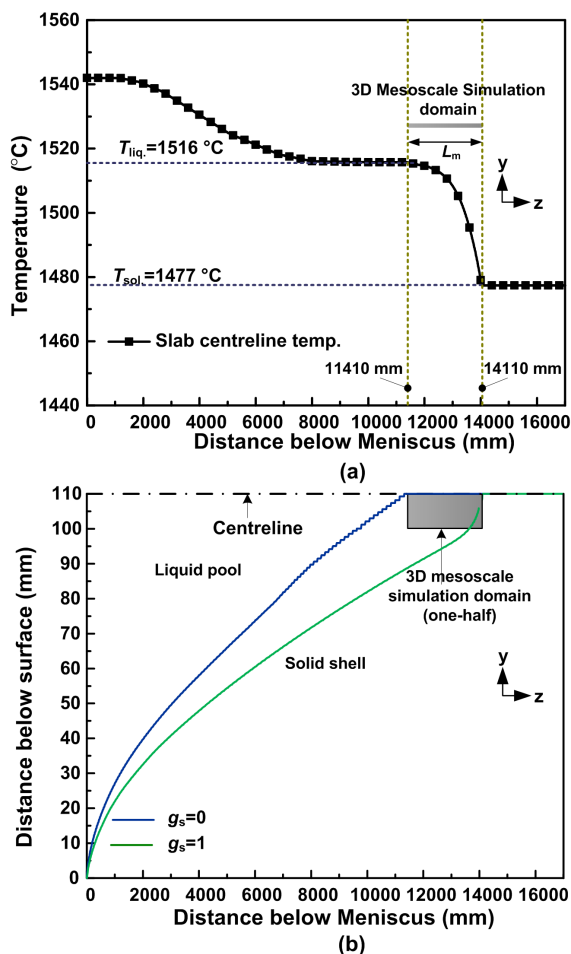 1560
1540
1520
1500
1480
1460
1440
Temperature (°C)
3D Mesoscale Simulation
domain
Lm
Tliq.=1516 °C
y
z
Tsol.=1477 °C
Slab centreline temp.
11410 mm
14110 mm
0 2000 4000 6000 8000 10000 12000 14000 16000
Distance below Meniscus (mm)
(a)
110
100
90
80
70
60
50
40
30
20
10
0
Distance below surface (mm)
Centreline
Liquid pool
3D mesoscale
simulation domain
(one-half)
Solid shell
y
z
gs=0
gs=1
0 2000 4000 6000 8000 10000 12000 14000 16000
Distance below Meniscus (mm)
(b)